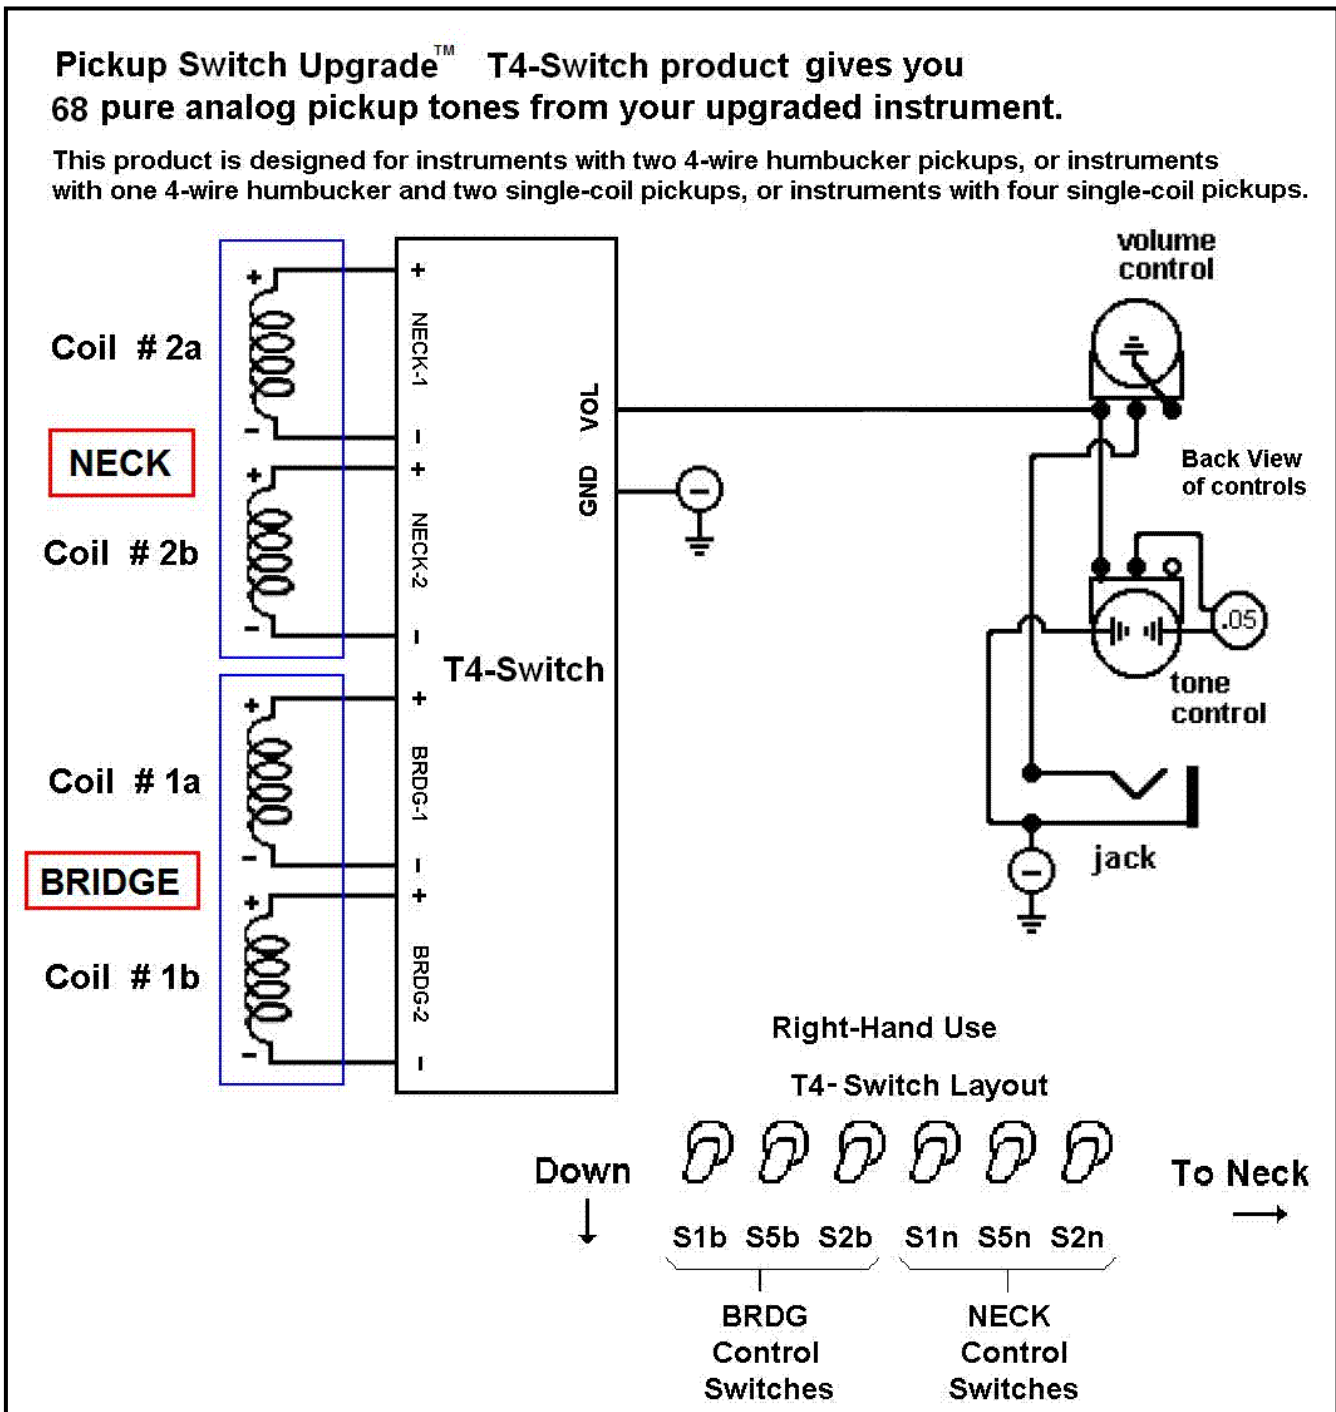 Pickup Switch Upgrade™ T4-Switch product gives you
68 pure analog pickup tones from your upgraded instrument.
This product is designed for instruments with two 4-wire humbucker pickups, or instruments
with one 4-wire humbucker and two single-coil pickups, or instruments with four single-coil pickups.
volume
control
+
+
Coil # 2a
NECK-1
VOL
-
-
NECK
Back View
of controls
+
+
GND
-
Coil # 2b
NECK-2
.05
-
-
T4-Switch
tone
control
+
+
Coil # 1a
BRDG-1
-
-
jack
BRIDGE
-
+
+
Coil # 1b
BRDG-2
-
-
Right-Hand Use
T4- Switch Layout
Down
To Neck
S1b S5b S2b S1n S5n S2n
BRDG
Control
Switches
NECK
Control
Switches